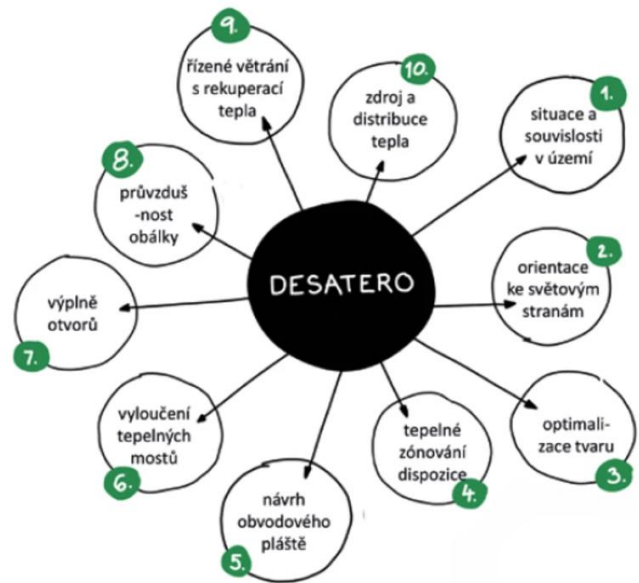 DESATERO
1.
situace a
souvislosti
v území
2.
orientace
ke světovým
stranám
3.
optimali-
zace tvaru
4.
tepelné
zónování
dispozice
5.
návrh
obvodového
pláště
6.
vyloučení
tepelných
mostů
7.
výplně
otvorů
8.
průvzduš
-nost
obálky
9.
řízené větrání
s rekuperací
tepla
10.
zdroj a
distribuce
tepla